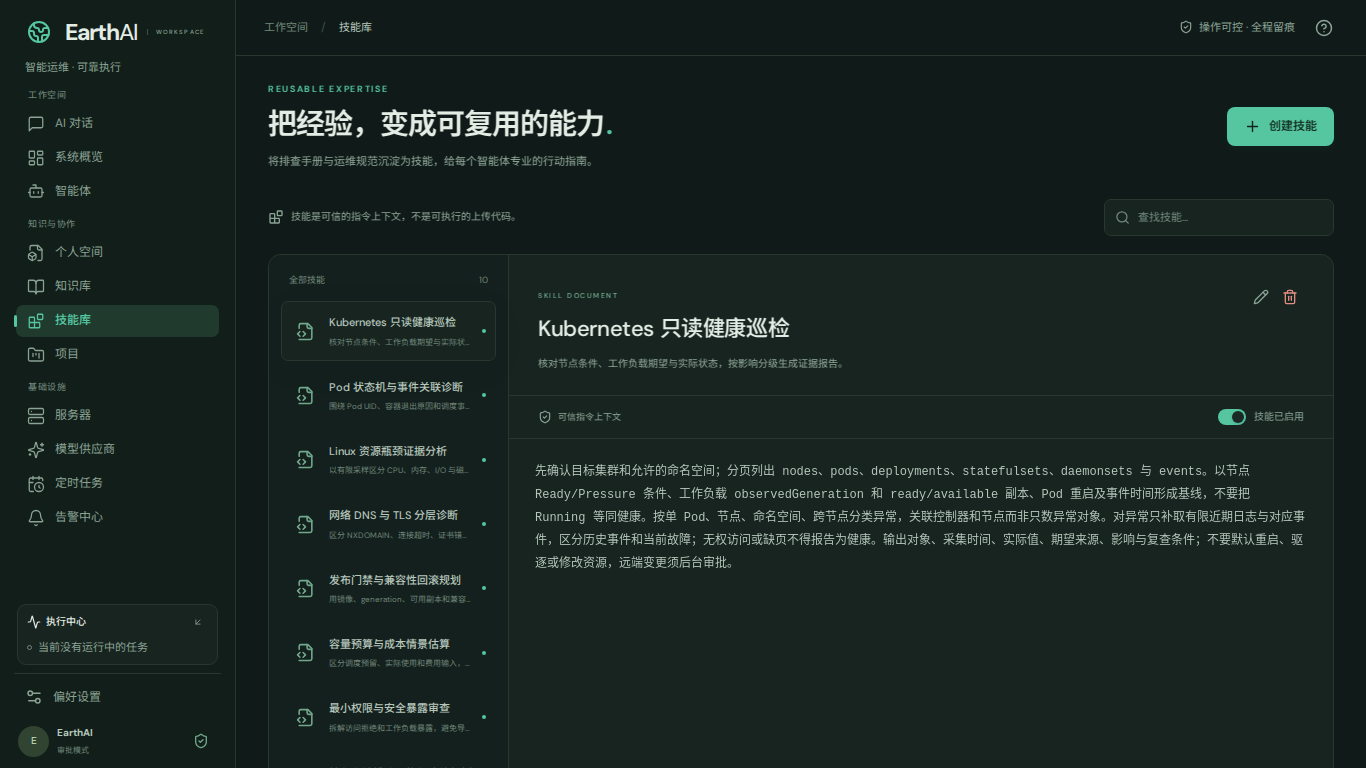 EarthAI
WORKSPACE
智能运维 · 可靠执行
工作空间
AI 对话
系统概览
智能体
知识与协作
个人空间
知识库
技能库
项目
基础设施
服务器
模型供应商
定时任务
告警中心
执行中心
当前没有运行中的任务
偏好设置
E
EarthAI
审批模式
工作空间 / 技能库
操作可控 · 全程留痕
REUSABLE EXPERTISE
把经验，变成可复用的能力.
将排查手册与运维规范沉淀为技能，给每个智能体专业的行动指南。
创建技能
技能是可信的指令上下文，不是可执行的上传代码。
查找技能…
全部技能 10
Kubernetes 只读健康巡检
核对节点条件、工作负载期望与实际状…
Pod 状态机与事件关联诊断
围绕 Pod UID、容器退出原因和调度事…
Linux 资源瓶颈证据分析
以有限采样区分 CPU、内存、I/O 与磁…
网络 DNS 与 TLS 分层诊断
区分 NXDOMAIN、连接超时、证书错…
发布门禁与兼容性回滚规划
用镜像、generation、可用副本和兼容…
容量预算与成本情景估算
区分调度预留、实际使用和费用输入，…
最小权限与安全暴露审查
拆解访问拒绝和工作负载暴露，避免导…
SKILL DOCUMENT
Kubernetes 只读健康巡检
核对节点条件、工作负载期望与实际状态，按影响分级生成证据报告。
可信指令上下文
技能已启用
先确认目标集群和允许的命名空间；分页列出 nodes、pods、deployments、statefulsets、daemonsets 与 events。以节点
Ready/Pressure 条件、工作负载 observedGeneration 和 ready/available 副本、Pod 重启及事件时间形成基线，不要把
Running 等同健康。按单 Pod、节点、命名空间、跨节点分类异常，关联控制器和节点而非只数异常对象。对异常只补取有限近期日志与对应事
件，区分历史事件和当前故障；无权访问或缺页不得报告为健康。输出对象、采集时间、实际值、期望来源、影响与复查条件；不要默认重启、驱
逐或修改资源，远端变更须后台审批。